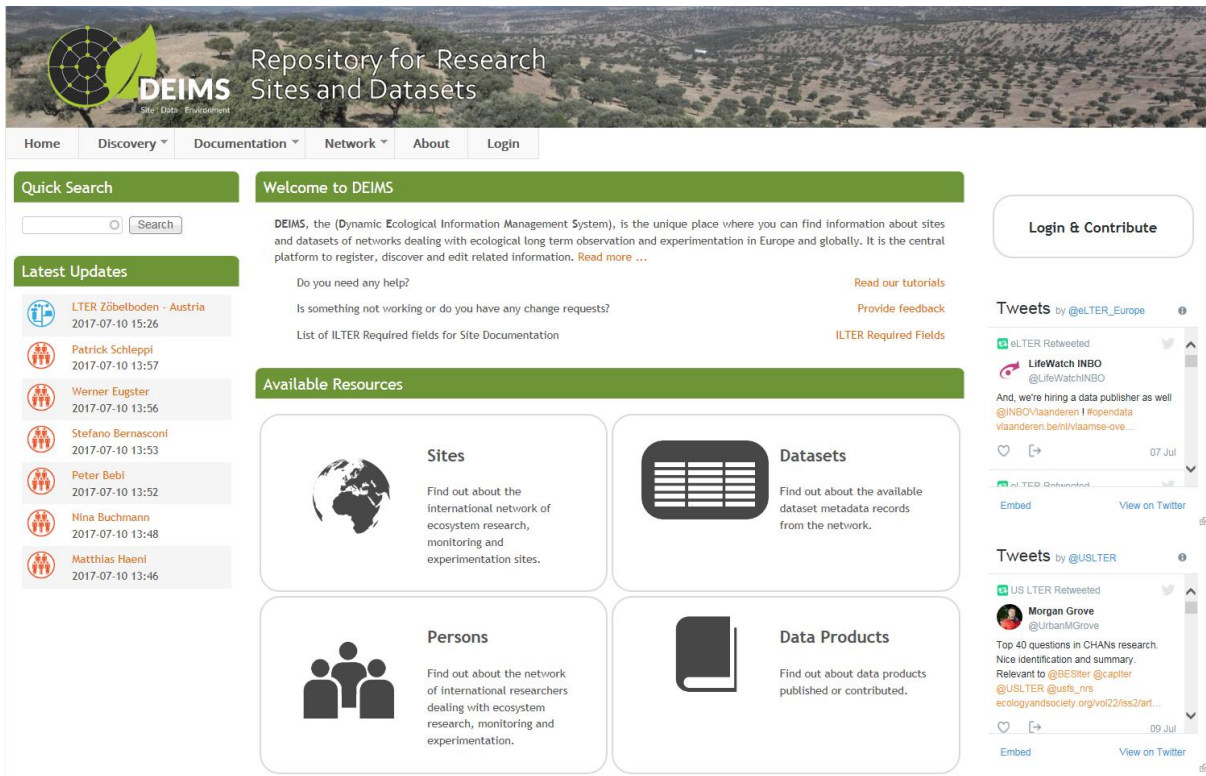 DEIMS
Site | Data | Environment
Repository for Research
Sites and Datasets
Home
Discovery
Documentation
Network
About
Login
Quick Search
Search
Latest Updates
LTER Zöbelboden - Austria
2017-07-10 15:26
Patrick Schleppi
2017-07-10 13:57
Werner Eugster
2017-07-10 13:56
Stefano Bernasconi
2017-07-10 13:53
Peter Bebi
2017-07-10 13:52
Nina Buchmann
2017-07-10 13:48
Matthias Haeni
2017-07-10 13:46
Welcome to DEIMS
DEIMS, the (Dynamic Ecological Information Management System), is the unique place where you can find information about sites
and datasets of networks dealing with ecological long term observation and experimentation in Europe and globally. It is the central
platform to register, discover and edit related information. Read more ...
Do you need any help? Read our tutorials
Is something not working or do you have any change requests? Provide feedback
List of ILTER Required fields for Site Documentation ILTER Required Fields
Available Resources
Sites
Find out about the
international network of
ecosystem research,
monitoring and
experimentation sites.
Datasets
Find out about the available
dataset metadata records
from the network.
Persons
Find out about the network
of international researchers
dealing with ecosystem
research, monitoring and
experimentation.
Data Products
Find out about data products
published or contributed.
Login & Contribute
Tweets by @eLTER_Europe
eLTER Retweeted
LifeWatch INBO
@LifeWatchINBO
And, we're hiring a data publisher as well
@INBOVlaanderen ! #opendata
vlaanderen.be/nl/vlaamse-ove...
07 Jul
eLTER Retweeted
Embed View on Twitter
Tweets by @USLTER
US LTER Retweeted
Morgan Grove
@UrbanMGrove
Top 40 questions in CHANs research.
Nice identification and summary.
Relevant to @BESlter @caplter
@USLTER @usfs_nrs
ecologyandsociety.org/vol22/iss2/art...
09 Jul
Embed View on Twitter